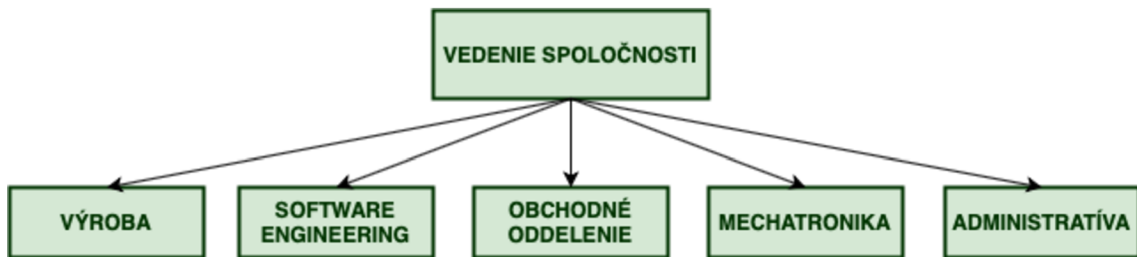 VEDENIE SPOLOČNOSTI
VÝROBA
SOFTWARE
ENGINEERING
OBCHODNÉ
ODDELENIE
MECHATRONIKA
ADMINISTRATÍVA